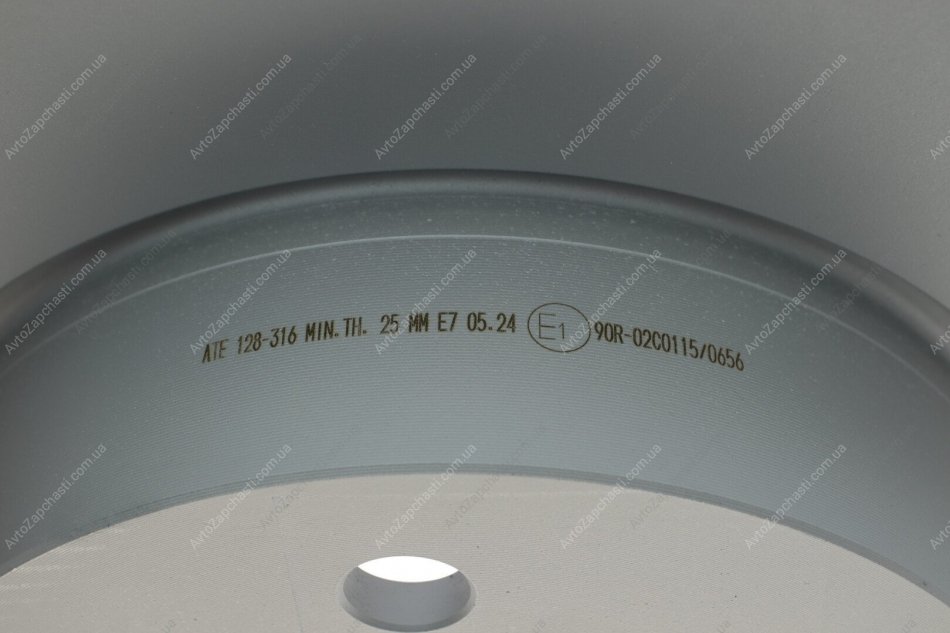 ATE 128-316 MIN.TH. 25 MM E7 05.24 E1 90R-02C0115/0656
AvtoZapchasti.com.ua